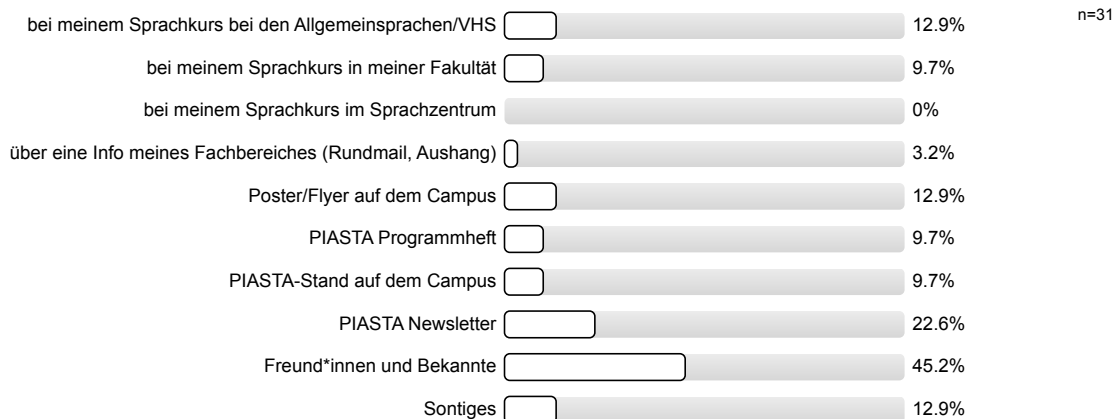 bei meinem Sprachkurs bei den Allgemeinsprachen/VHS 12.9% n=31
bei meinem Sprachkurs in meiner Fakultät 9.7%
bei meinem Sprachkurs im Sprachzentrum 0%
über eine Info meines Fachbereiches (Rundmail, Aushang) 3.2%
Poster/Flyer auf dem Campus 12.9%
PIASTA Programmheft 9.7%
PIASTA-Stand auf dem Campus 9.7%
PIASTA Newsletter 22.6%
Freund*innen und Bekannte 45.2%
Sontiges 12.9%